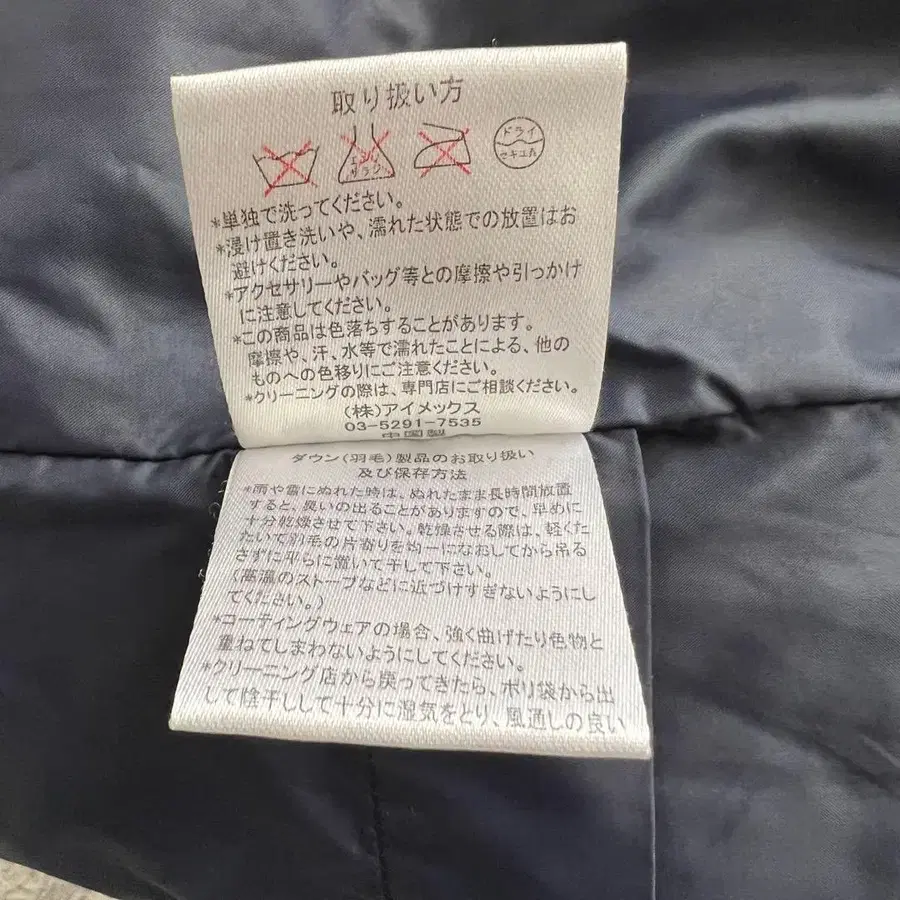 取り扱い方
エンソ
サラシ
ドライ
セキユ系
*単独で洗ってください。
*浸け置き洗いや、濡れた状態での放置はお
避けください。
*アクセサリーやバッグ等との摩擦や引っかけ
に注意してください。
*この商品は色落ちすることがあります。
摩擦や、汗、水等で濡れたことによる、他の
ものへの色移りにご注意ください。
*クリーニングの際は、専門店にご相談ください。
(株)アイメックス
03-5291-7535
中国製
ダウン(羽毛)製品のお取り扱い
及び保存方法
*雨や雪にぬれた時は、ぬれたまま長時間放置
すると、臭いの出ることがありますので、早めに
十分乾燥させて下さい。乾燥させる際は、軽くた
たいて羽毛の片寄りを均一になおしてから吊る
さずに平らに置いて干して下さい。
(高温のストーブなどに近づけすぎないようにし
てください。)
*コーティングウェアの場合、強く曲げたり色物と
重ねてしまわないようにしてください。
*クリーニング店から戻ってきたら、ポリ袋から出
して陰干しして十分に湿気をとり、風通しの良い